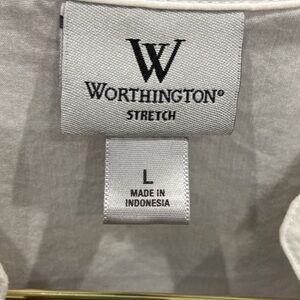 W
WORTHINGTON®
STRETCH
L
MADE IN
INDONESIA